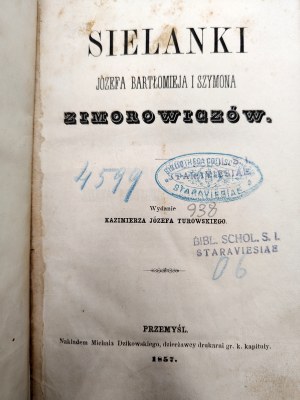 SIELANKI
JÓZEFA BARTŁOMIEJA I SZYMONA
ZIMOROWICZÓW.
4599
STARAVIESIAE
Wydanie
938
KAZIMIERZA JÓZEFA TUROWSKIEGO.
BIBL. SCHOL. S. I.
STARAVIESIAE
06
PRZEMYŚL.
Nakładem Michała Dzikowskiego, dzierżawcy drukarni gr. k. kapituły.
1857.